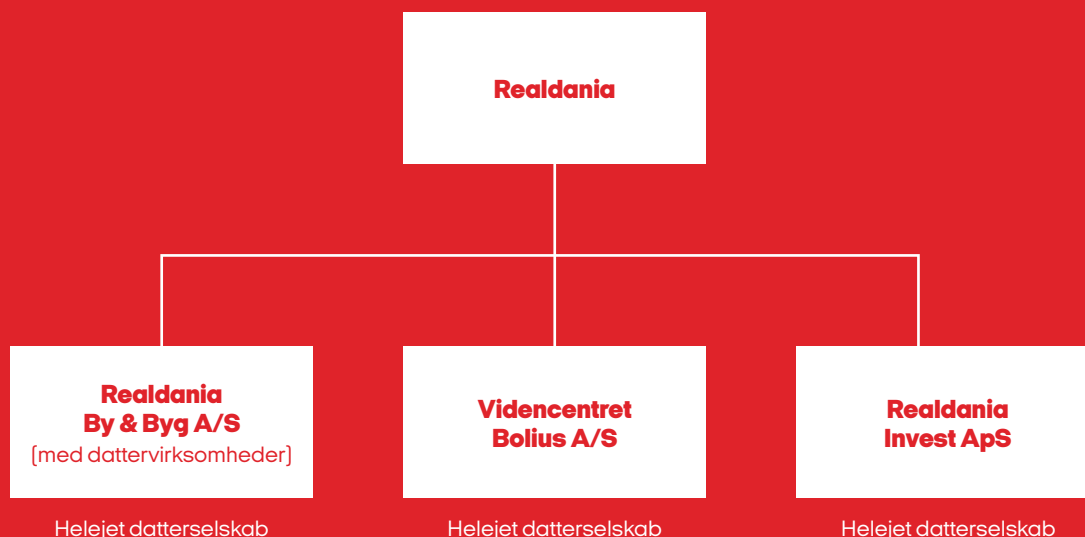 Realdania
Realdania
By & Byg A/S
(med dattervirksomheder)
Helejet datterselskab
Videncentret
Bolius A/S
Helejet datterselskab
Realdania
Invest ApS
Helejet datterselskab